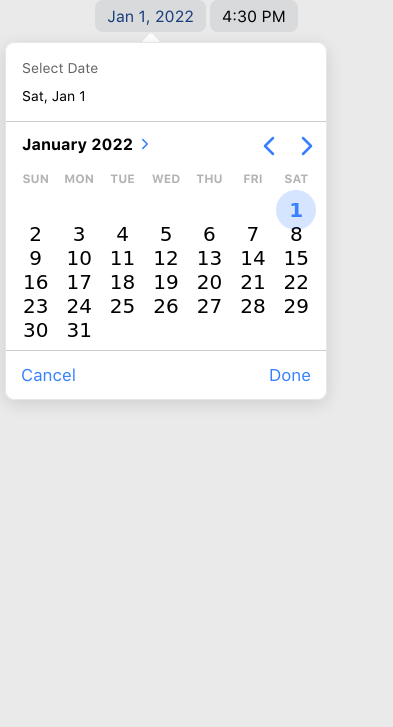 Jan 1, 2022 4:30 PM
Select Date
Sat, Jan 1
January 2022
SUN MON TUE WED THU FRI SAT
1
2 3 4 5 6 7 8
9 10 11 12 13 14 15
16 17 18 19 20 21 22
23 24 25 26 27 28 29
30 31
Cancel Done